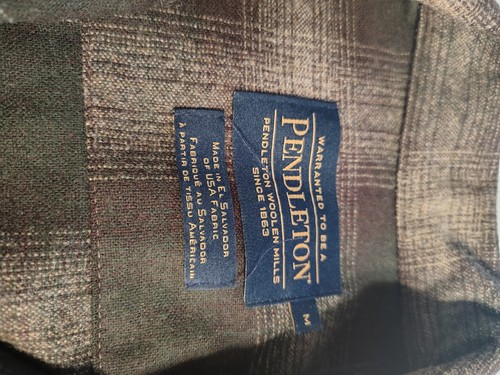 WARRANTED TO BE A
PENDLETON
PENDLETON WOOLEN MILLS
SINCE 1863
M
MADE IN EL SALVADOR
OF USA FABRIC
FABRIQUÉ AU SALVADOR
À PARTIR DE TISSU AMÉRICAIN